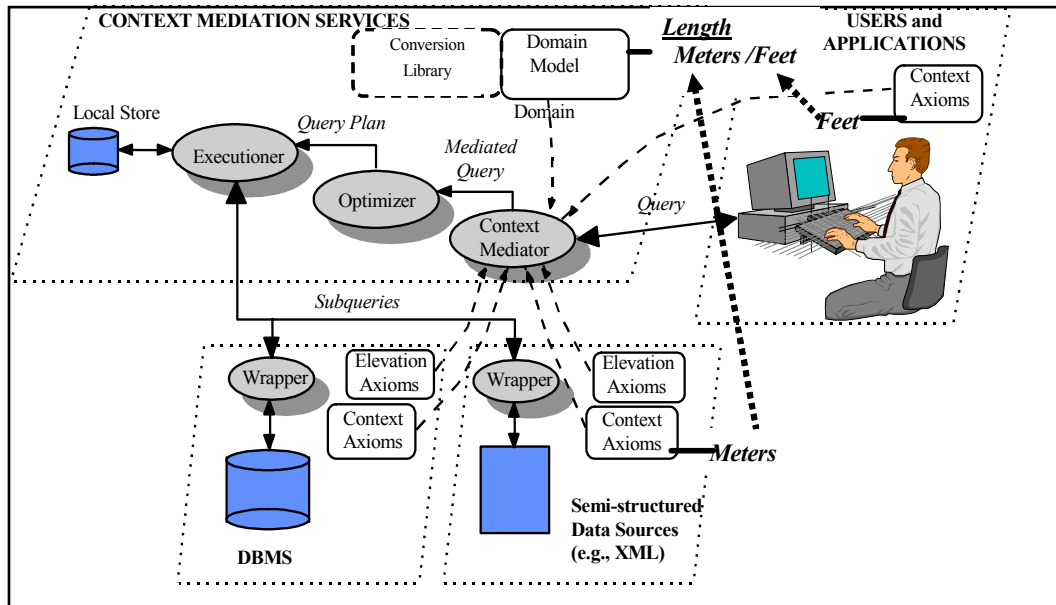 CONTEXT MEDIATION SERVICES
USERS and
APPLICATIONS
Length
Meters /Feet
Conversion
Library
Domain
Model
Context
Axioms
Domain
Feet
Local Store
Query Plan
Executioner
Mediated
Query
Optimizer
Query
Context
Mediator
Subqueries
Wrapper
Elevation
Axioms
Context
Axioms
Wrapper
Elevation
Axioms
Context
Axioms
Meters
DBMS
Semi-structured
Data Sources
(e.g., XML)